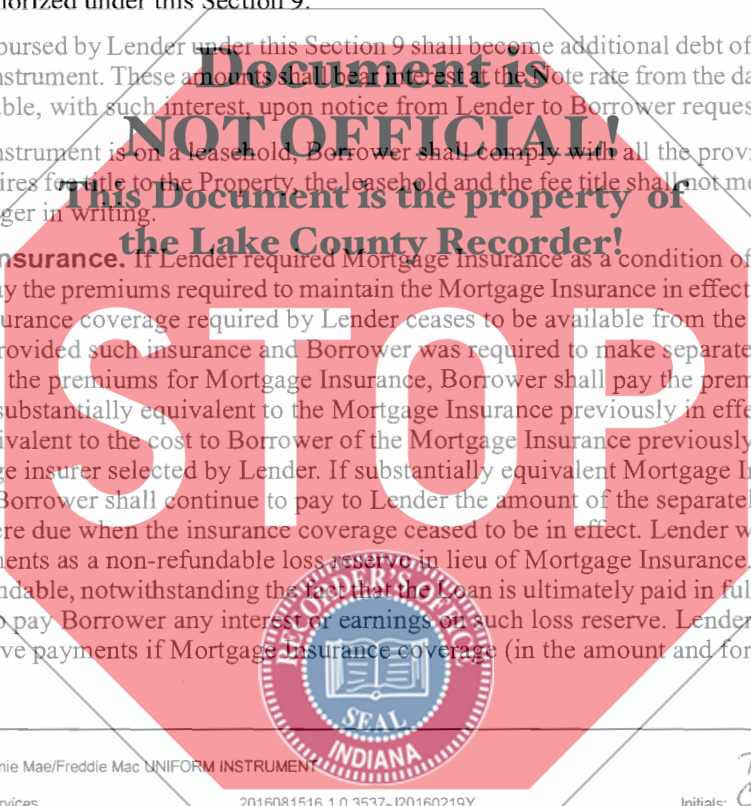 orized under this Section 9.
bursed by Lender under this Section 9 shall become additional debt of
nstrument. These amounts shall bear interest at the Note rate from the da
ble, with such interest, upon notice from Lender to Borrower reques
nstrument is on a leasehold, Borrower shall comply with all the provi
ires fee title to the Property, the leasehold and the fee title shall not me
ger in writing.
Document is
NOT OFFICIAL!
This Document is the property of
the Lake County Recorder!
nsurance. If Lender required Mortgage Insurance as a condition of
y the premiums required to maintain the Mortgage Insurance in effect
urance coverage required by Lender ceases to be available from the
rovided such insurance and Borrower was required to make separate
the premiums for Mortgage Insurance, Borrower shall pay the prem
substantially equivalent to the Mortgage Insurance previously in effe
ivalent to the cost to Borrower of the Mortgage Insurance previously
ge insurer selected by Lender. If substantially equivalent Mortgage I
Borrower shall continue to pay to Lender the amount of the separate
re due when the insurance coverage ceased to be in effect. Lender w
ents as a non-refundable loss reserve in lieu of Mortgage Insurance.
ndable, notwithstanding the fact that the Loan is ultimately paid in ful
o pay Borrower any interest or earnings on such loss reserve. Lender
ve payments if Mortgage Insurance coverage (in the amount and for
STOP
RECORDER'S OFFICE
SEAL
INDIANA
nie Mae/Freddie Mac UNIFORM INSTRUMENT
rvices
2016081516.1.0.3537-J20160219Y
Initials: